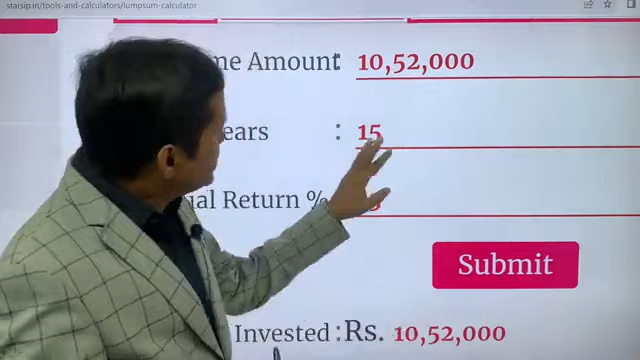 starsip.in/tools-and-calculators/lumpsum-calculator
me Amount : 10,52,000
ears : 15
ual Return %
Submit
Invested : Rs. 10,52,000